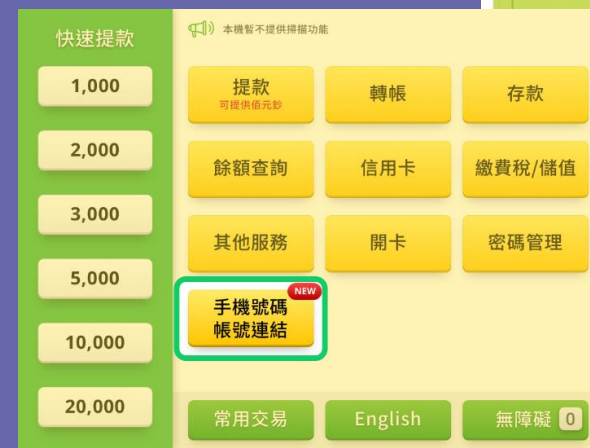 快速提款
1,000
2,000
3,000
5,000
10,000
20,000
本機暫不提供掃描功能
提款
可提供佰元鈔
轉帳
存款
餘額查詢
信用卡
繳費稅/儲值
其他服務
開卡
密碼管理
NEW
手機號碼
帳號連結
常用交易
English
無障礙 0